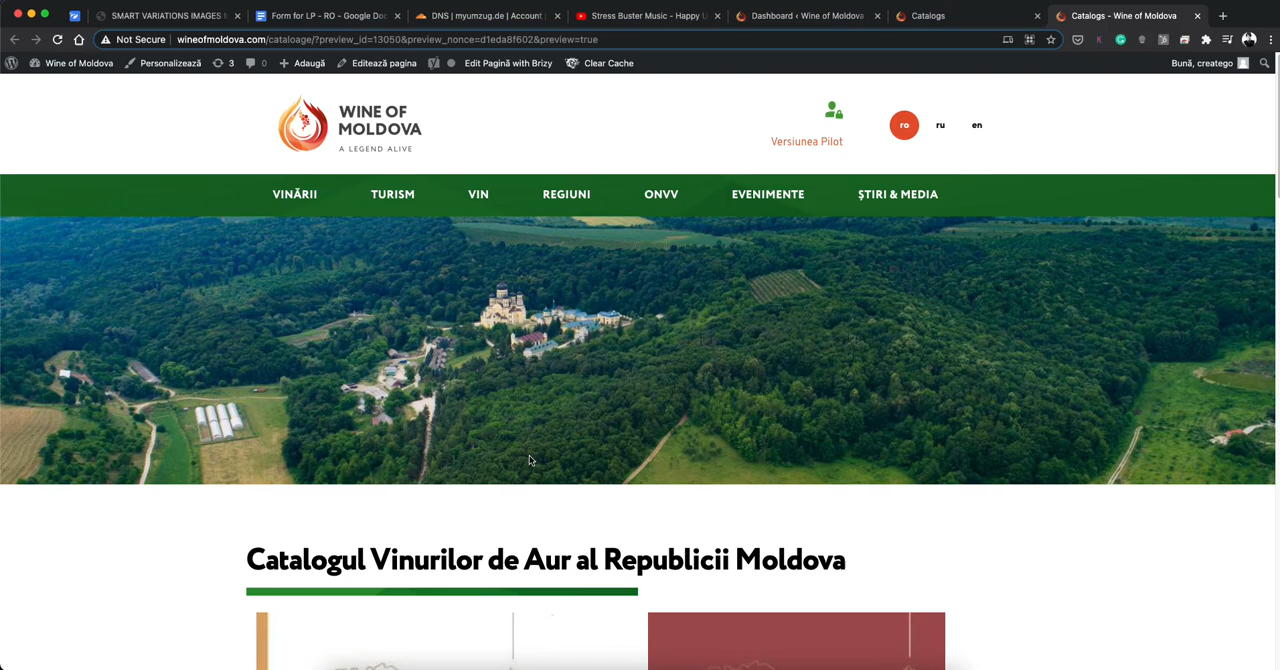 SMART VARIATIONS IMAGES
Form for LP - RO - Google Doc
DNS | myumzug.de | Account
Stress Buster Music - Happy U
Dashboard ‹ Wine of Moldova
Catalogs
Catalogs - Wine of Moldova
Not Secure
wineofmoldova.com/cataloage/?preview_id=13050&preview_nonce=d1eda8f602&preview=true
Wine of Moldova
Personalizează
3
0
Adaugă
Editează pagina
Edit Pagină with Brizy
Clear Cache
Bună, creatego
WINE OF
MOLDOVA
A LEGEND ALIVE
Versiunea Pilot
ro
ru
en
VINĂRII
TURISM
VIN
REGIUNI
ONVV
EVENIMENTE
ȘTIRI & MEDIA
Catalogul Vinurilor de Aur al Republicii Moldova